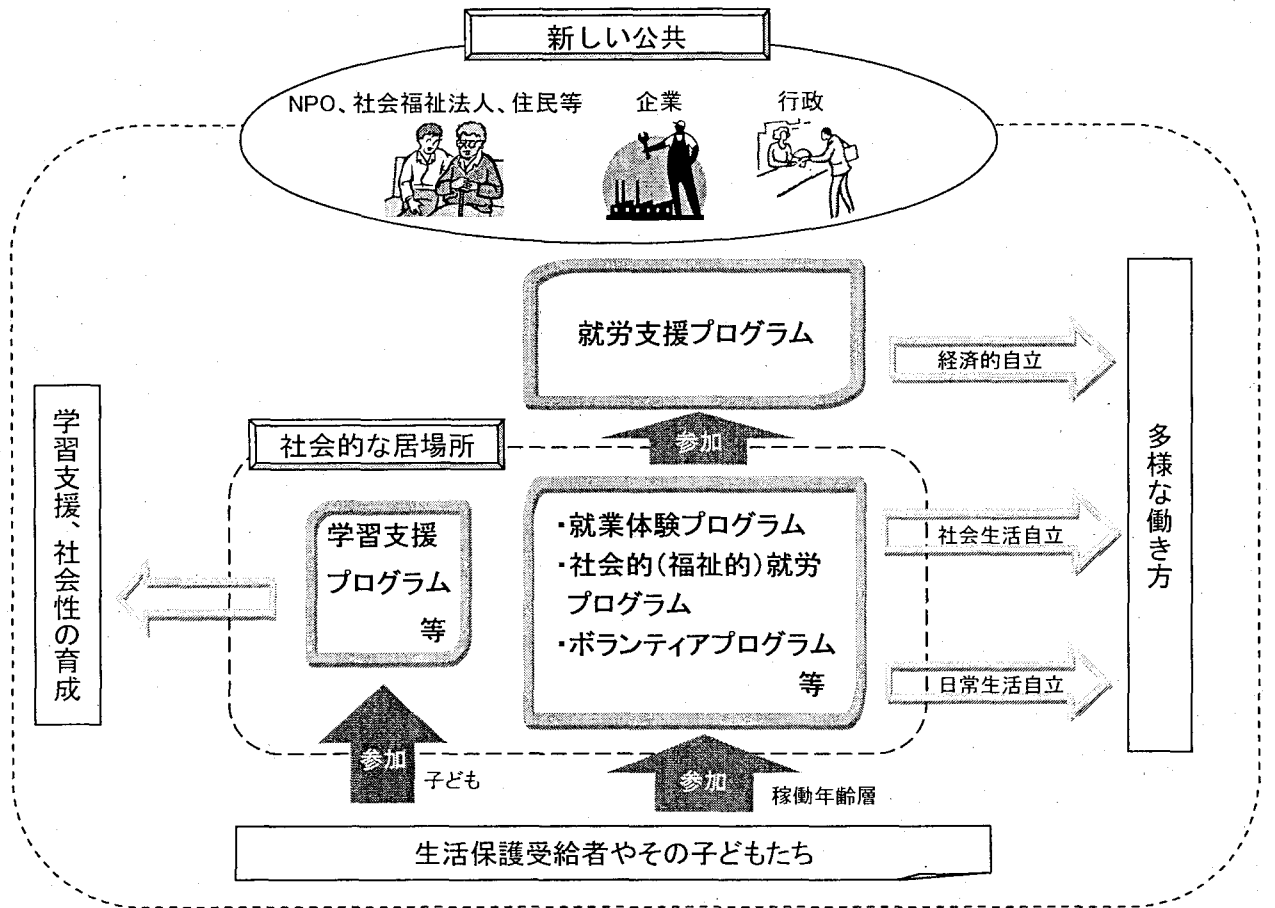 新しい公共
NPO、社会福祉法人、住民等
企業
行政
就労支援プログラム
経済的自立
参加
社会的な居場所
学習支援
プログラム
等
・就業体験プログラム
・社会的(福祉的)就労
プログラム
・ボランティアプログラム
等
社会生活自立
日常生活自立
学習支援、社会性の育成
多様な働き方
参加
子ども
参加
稼働年齢層
生活保護受給者やその子どもたち